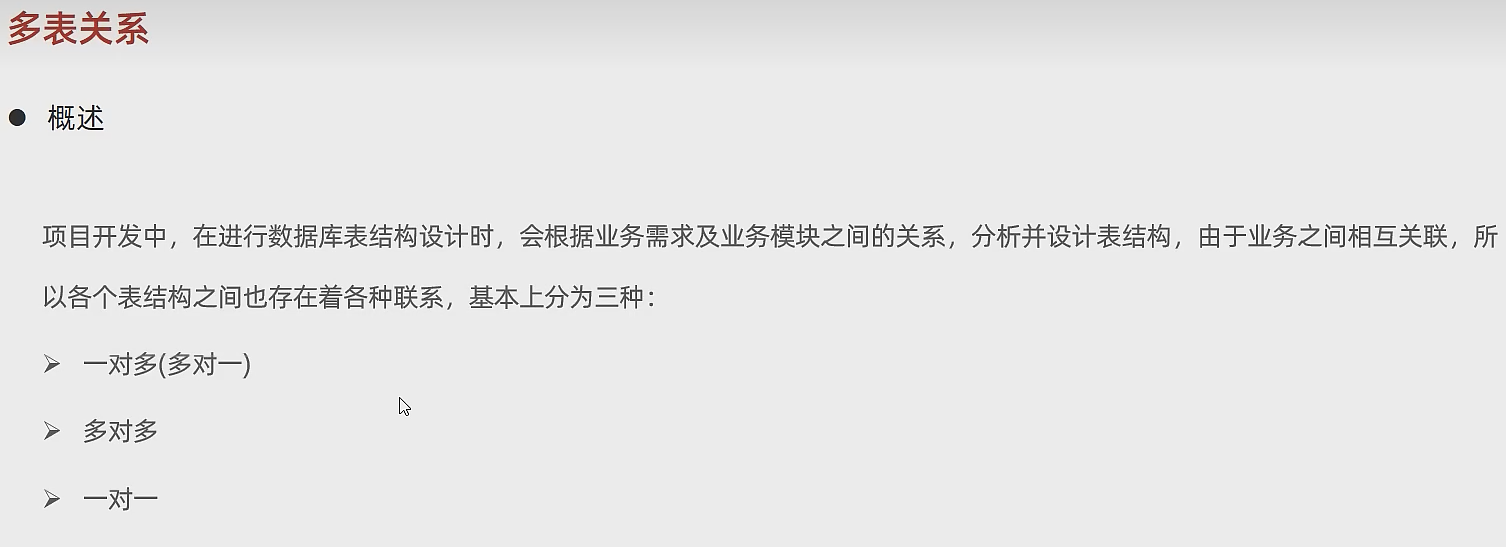 多表关系
● 概述
项目开发中，在进行数据库表结构设计时，会根据业务需求及业务模块之间的关系，分析并设计表结构，由于业务之间相互关联，所
以各个表结构之间也存在着各种联系，基本上分为三种：
➢ 一对多(多对一)
➢ 多对多
➢ 一对一